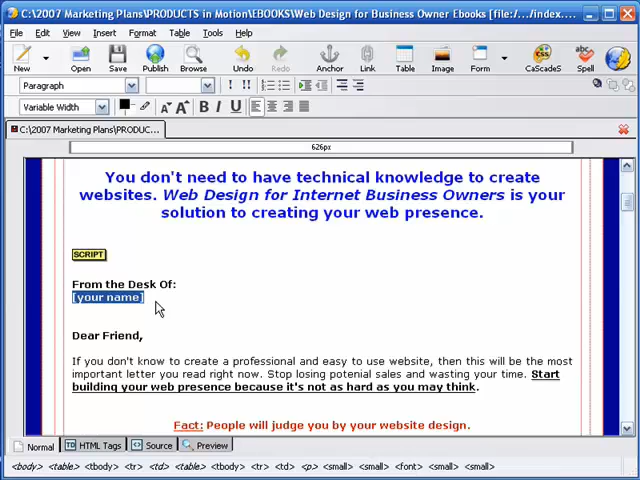 C:\2007 Marketing Plans\PRODUCTS in Motion\EBOOKS\Web Design for Business Owner Ebooks [file:/.../index....
File Edit View Insert Format Table Tools Help
New Open Save Publish Browse Undo Redo Anchor Link Table Image Form CaScadeS Spell
Paragraph
Variable Width B I U
C:\2007 Marketing Plans\PRODUC...
626px
You don't need to have technical knowledge to create
websites. Web Design for Internet Business Owners is your
solution to creating your web presence.
SCRIPT
From the Desk Of:
[your name]
Dear Friend,
If you don't know to create a professional and easy to use website, then this will be the most
important letter you read right now. Stop losing potenial sales and wasting your time. Start
building your web presence because it's not as hard as you may think.
Fact: People will judge you by your website design.
Normal HTML Tags Source Preview
<body> <table> <tbody> <tr> <td> <table> <tbody> <tr> <td> <p> <small> <small> <font> <small> <small>